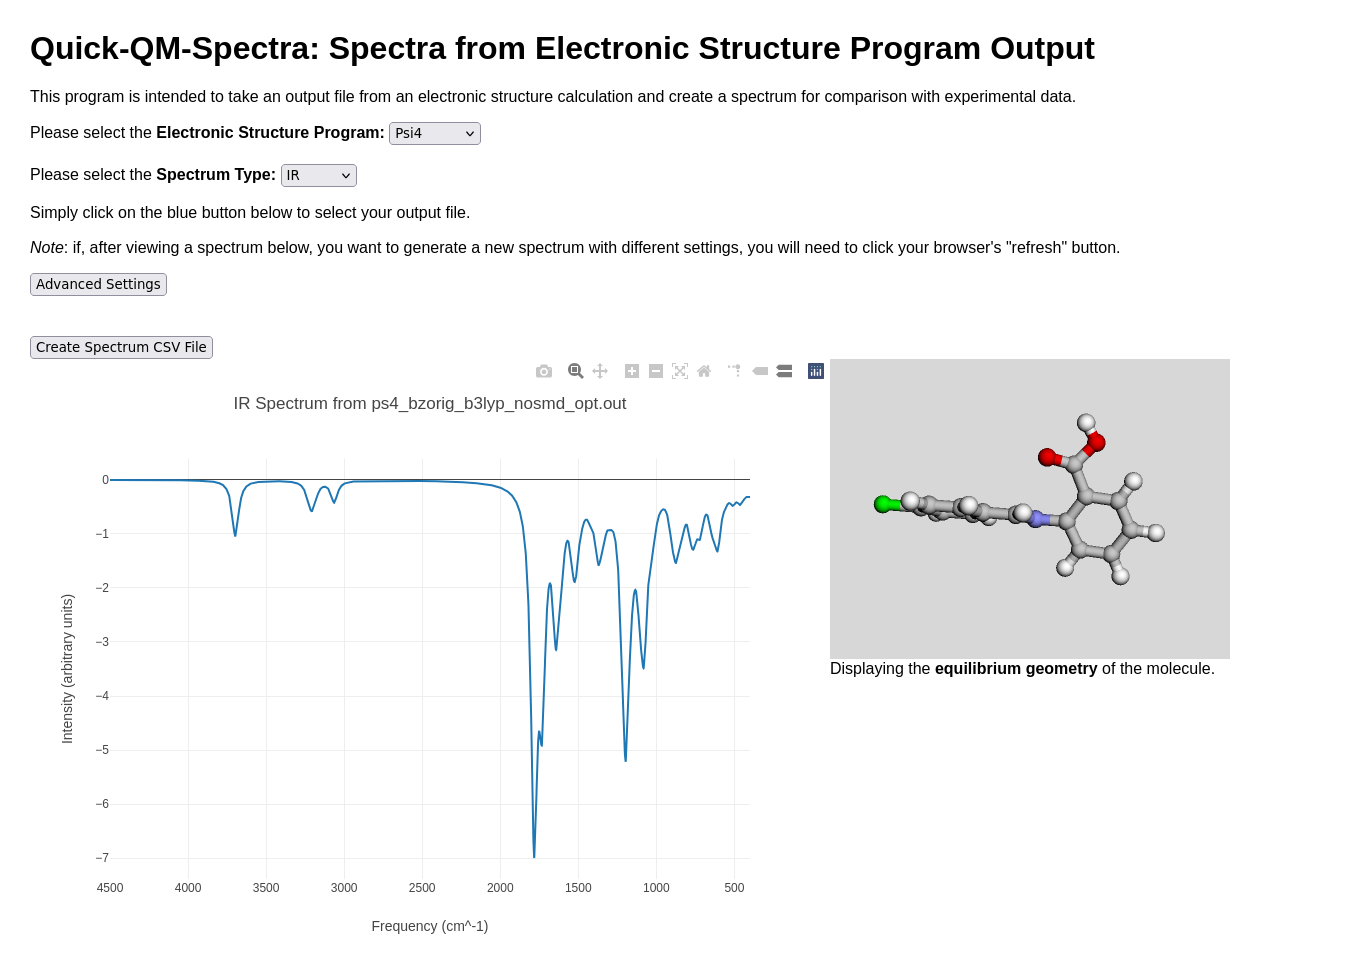 Quick-QM-Spectra: Spectra from Electronic Structure Program Output
This program is intended to take an output file from an electronic structure calculation and create a spectrum for comparison with experimental data.
Please select the Electronic Structure Program: Psi4
Please select the Spectrum Type: IR
Simply click on the blue button below to select your output file.
Note: if, after viewing a spectrum below, you want to generate a new spectrum with different settings, you will need to click your browser's "refresh" button.
Advanced Settings
Create Spectrum CSV File
IR Spectrum from ps4_bzorig_b3lyp_nosmd_opt.out
0
−1
−2
−3
−4
−5
−6
−7
Intensity (arbitrary units)
4500 4000 3500 3000 2500 2000 1500 1000 500
Frequency (cm^-1)
Displaying the equilibrium geometry of the molecule.